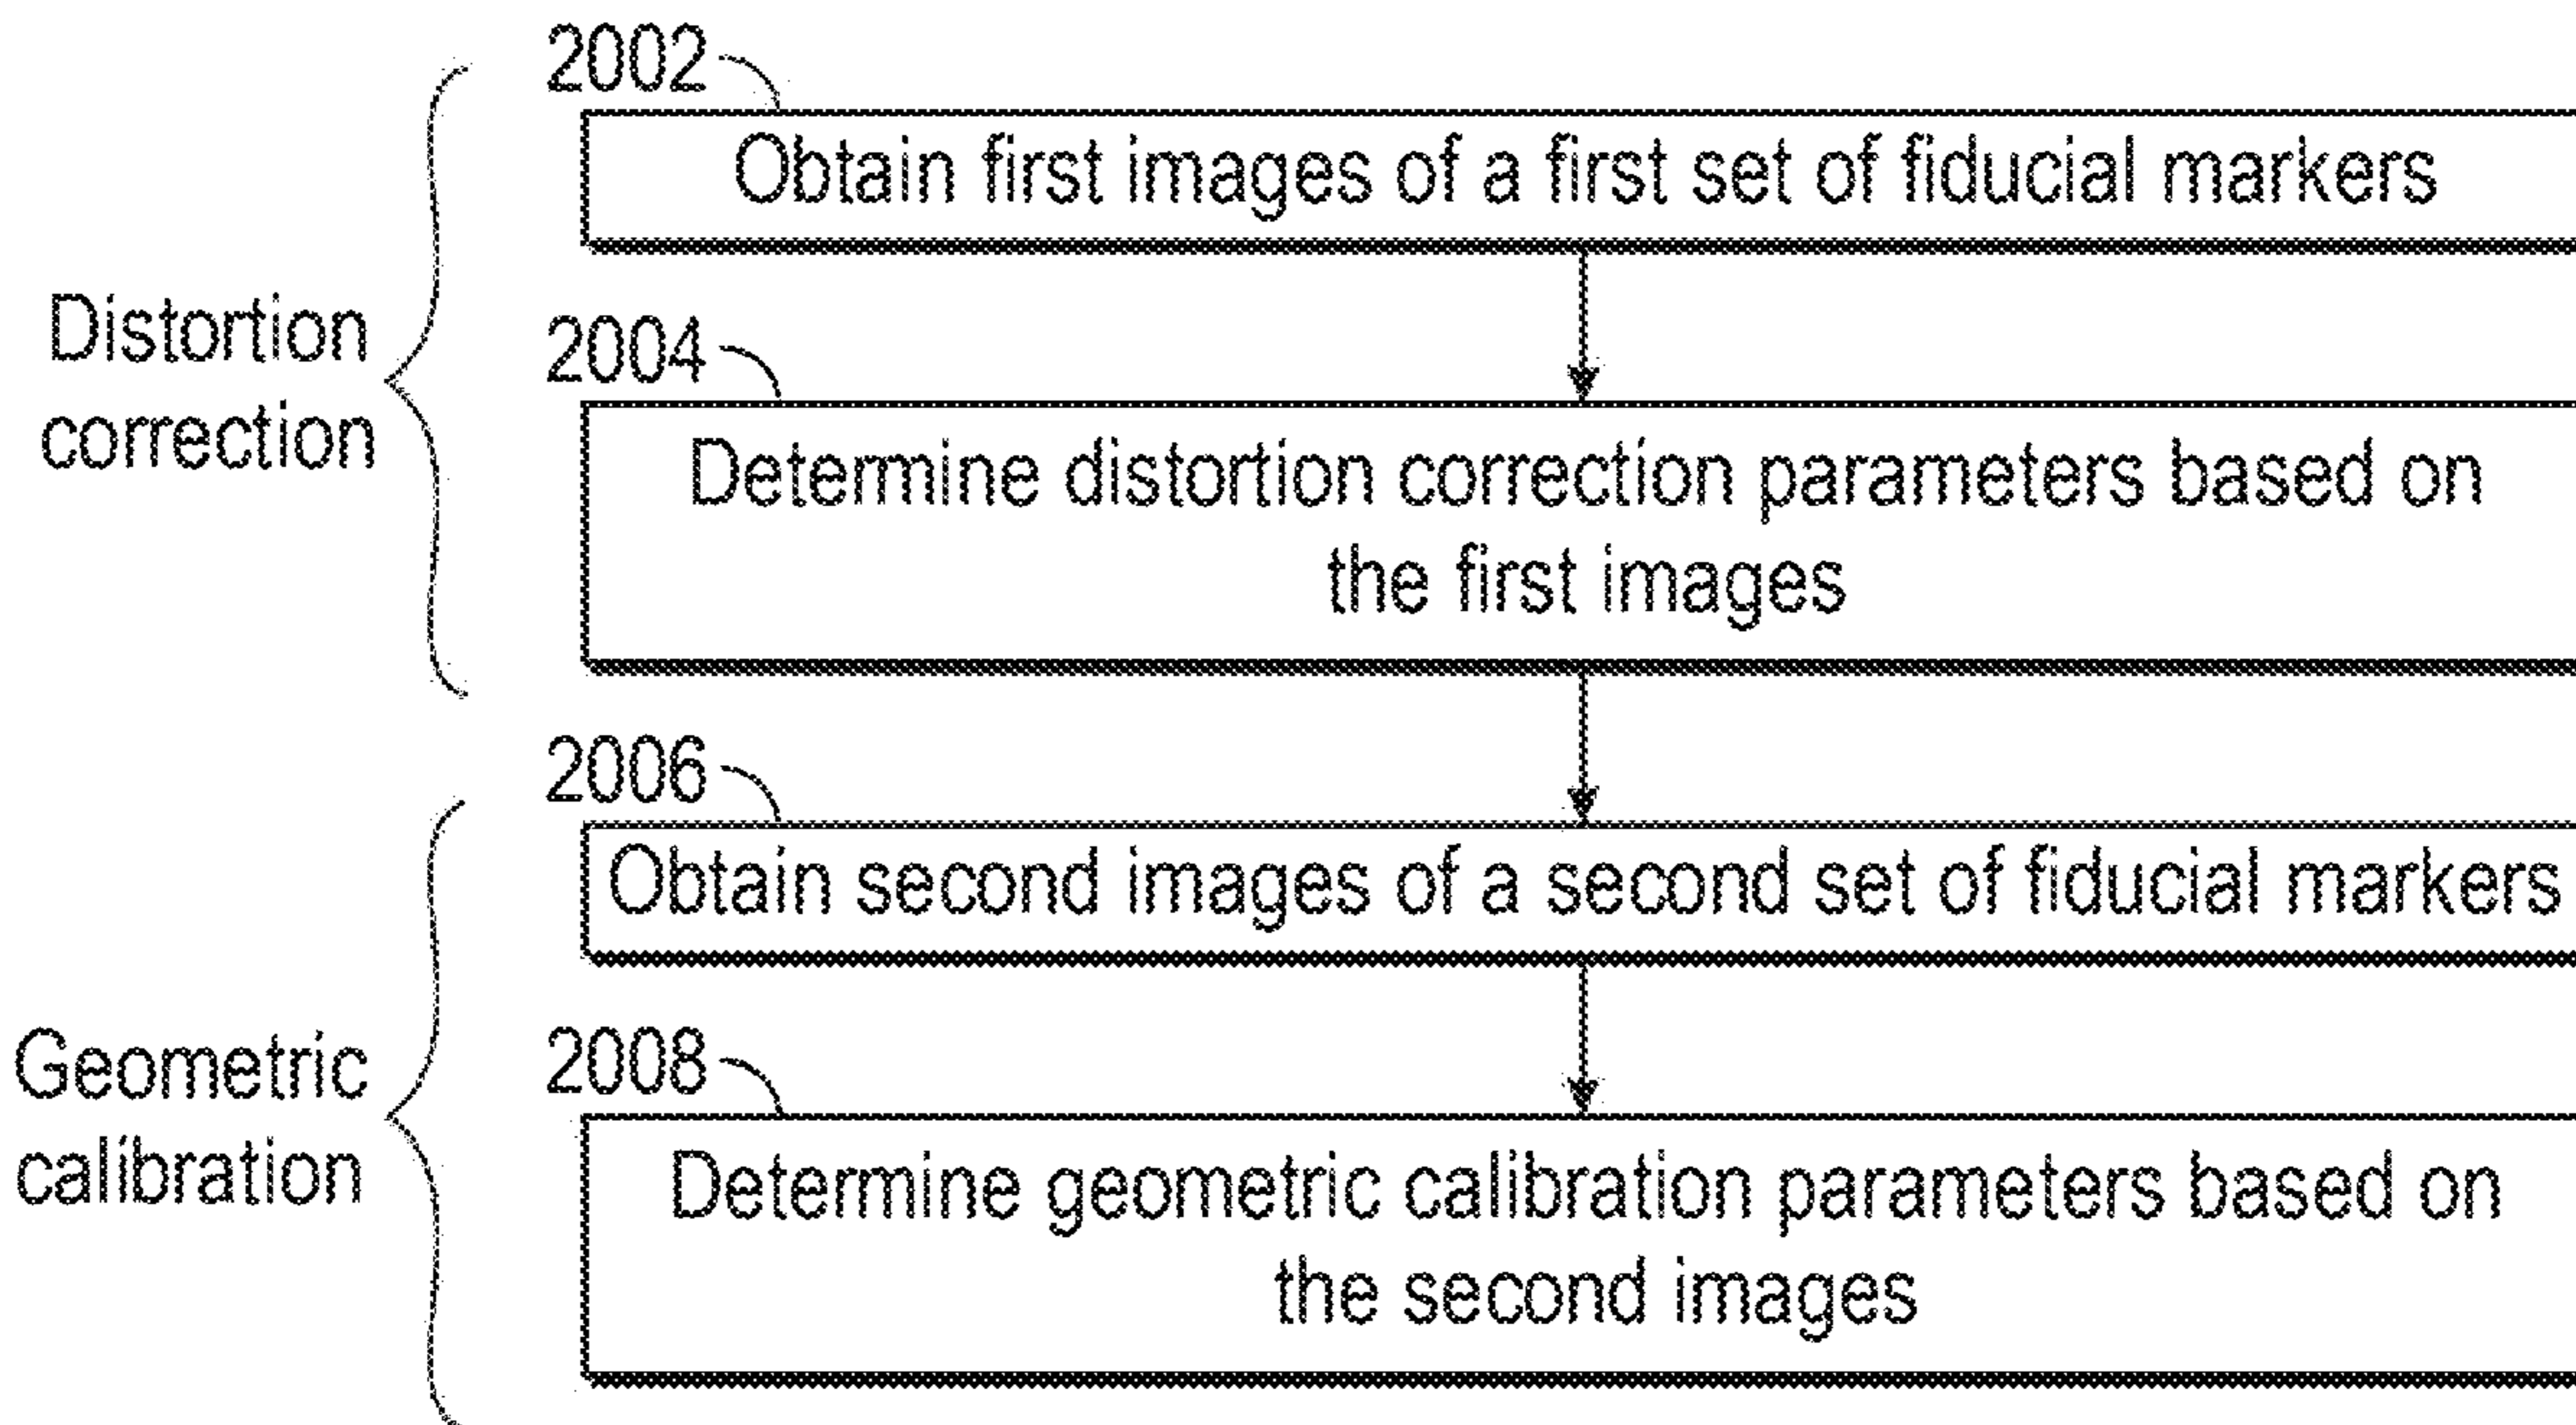 2002
Obtain first images of a first set of fiducial markers
Distortion
correction
2004
Determine distortion correction parameters based on
the first images
2006
Obtain second images of a second set of fiducial markers
Geometric
calibration
2008
Determine geometric calibration parameters based on
the second images